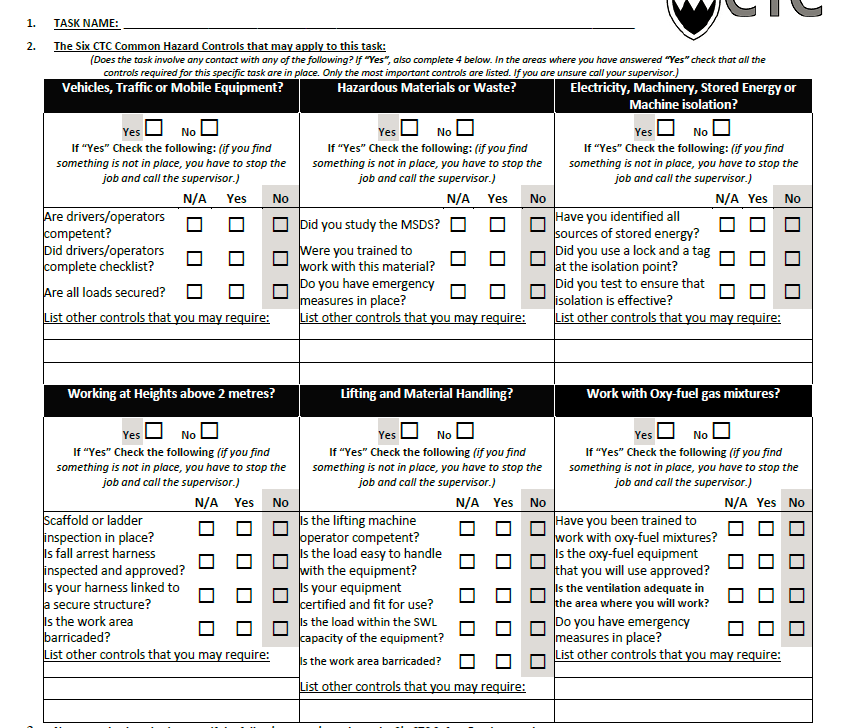 CTC
1. TASK NAME:
2. The Six CTC Common Hazard Controls that may apply to this task:
(Does the task involve any contact with any of the following? If "Yes", also complete 4 below. In the areas where you have answered "Yes" check that all the
controls required for this specific task are in place. Only the most important controls are listed. If you are unsure call your supervisor.)
Vehicles, Traffic or Mobile Equipment?
Yes No
If "Yes" Check the following: (if you find
something is not in place, you have to stop the
job and call the supervisor.)
N/A Yes No
Are drivers/operators
competent?
Did drivers/operators
complete checklist?
Are all loads secured?
List other controls that you may require:
Hazardous Materials or Waste?
Yes No
If "Yes" Check the following: (if you find
something is not in place, you have to stop the
job and call the supervisor.)
N/A Yes No
Did you study the MSDS?
Were you trained to
work with this material?
Do you have emergency
measures in place?
List other controls that you may require:
Electricity, Machinery, Stored Energy or
Machine isolation?
Yes No
If "Yes" Check the following: (if you find
something is not in place, you have to stop the
job and call the supervisor.)
N/A Yes No
Have you identified all
sources of stored energy?
Did you use a lock and a tag
at the isolation point?
Did you test to ensure that
isolation is effective?
List other controls that you may require:
Working at Heights above 2 metres?
Yes No
If "Yes" Check the following (if you find
something is not in place, you have to stop the
job and call the supervisor.)
N/A Yes No
Scaffold or ladder
inspection in place?
Is fall arrest harness
inspected and approved?
Is your harness linked to
a secure structure?
Is the work area
barricaded?
List other controls that you may require:
Lifting and Material Handling?
Yes No
If "Yes" Check the following (if you find
something is not in place, you have to stop the
job and call the supervisor.)
N/A Yes No
Is the lifting machine
operator competent?
Is the load easy to handle
with the equipment?
Is your equipment
certified and fit for use?
Is the load within the SWL
capacity of the equipment?
Is the work area barricaded?
List other controls that you may require:
Work with Oxy-fuel gas mixtures?
Yes No
If "Yes" Check the following (if you find
something is not in place, you have to stop the
job and call the supervisor.)
N/A Yes No
Have you been trained to
work with oxy-fuel mixtures?
Is the oxy-fuel equipment
that you will use approved?
Is the ventilation adequate in
the area where you will work?
Do you have emergency
measures in place?
List other controls that you may require: